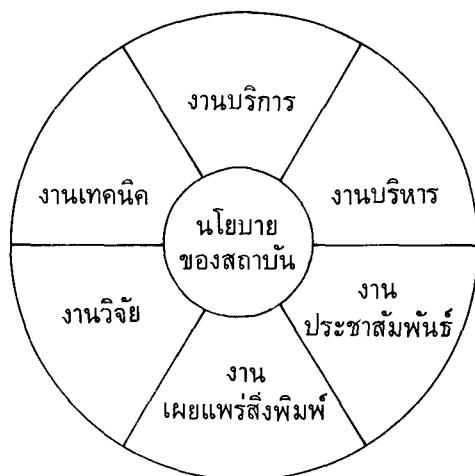 งานบริการ
งานเทคนิค
งานบริหาร
นโยบาย
ของสถาบัน
งานวิจัย
งาน
ประชาสัมพันธ์
งาน
เผยแพร่สิ่งพิมพ์